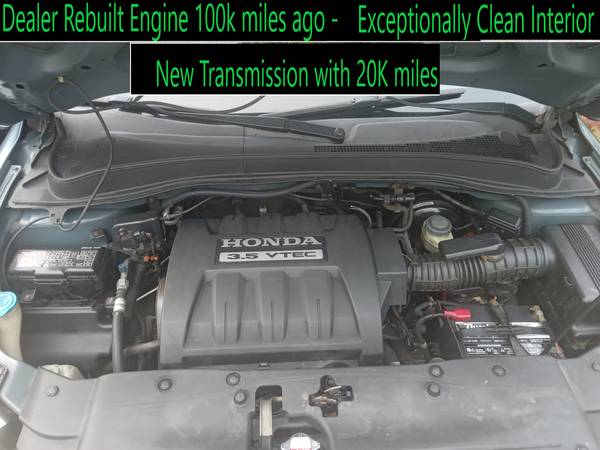 Dealer Rebuilt Engine 100k miles ago - Exceptionally Clean Interior
New Transmission with 20K miles
HONDA
3.5 VTEC